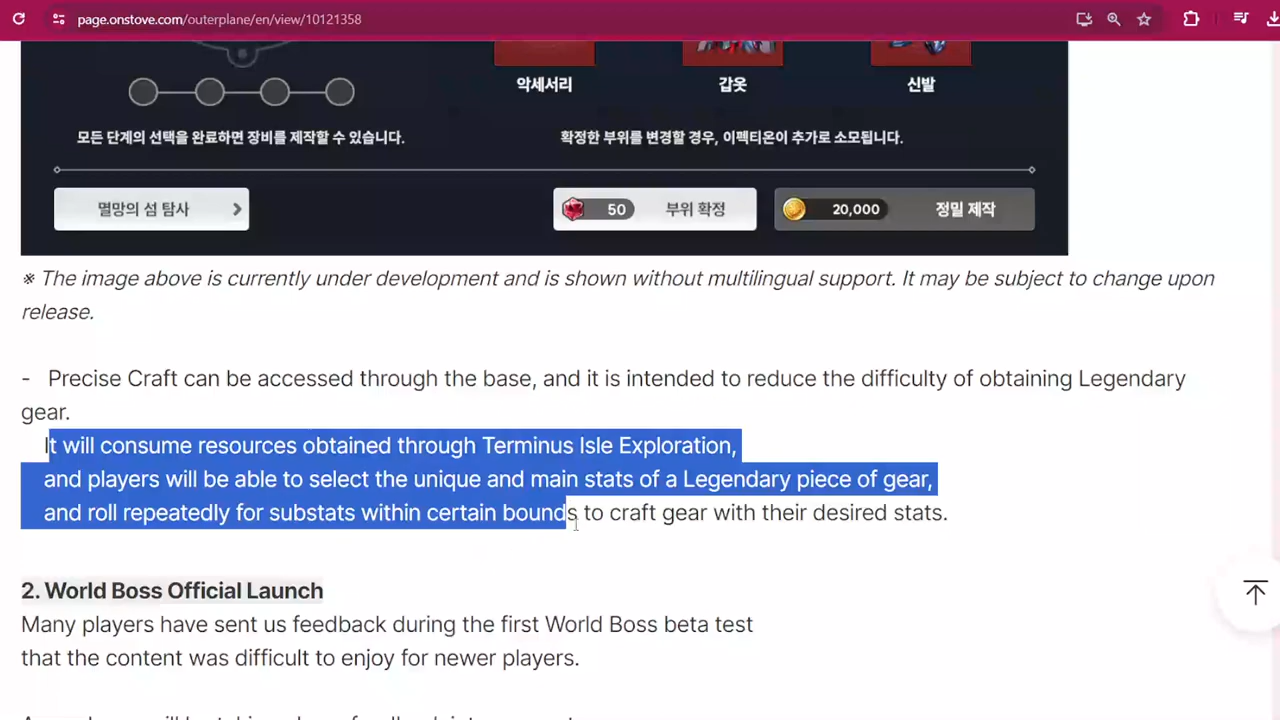 page.onstove.com/outerplane/en/view/10121358
악세서리 갑옷 신발
모든 단계의 선택을 완료하면 장비를 제작할 수 있습니다. 확정한 부위를 변경할 경우, 이펙티온이 추가로 소모됩니다.
멸망의 섬 탐사 50 부위 확정 20,000 정밀 제작
※ The image above is currently under development and is shown without multilingual support. It may be subject to change upon
release.
- Precise Craft can be accessed through the base, and it is intended to reduce the difficulty of obtaining Legendary
gear.
It will consume resources obtained through Terminus Isle Exploration,
and players will be able to select the unique and main stats of a Legendary piece of gear,
and roll repeatedly for substats within certain bounds to craft gear with their desired stats.
2. World Boss Official Launch
Many players have sent us feedback during the first World Boss beta test
that the content was difficult to enjoy for newer players.